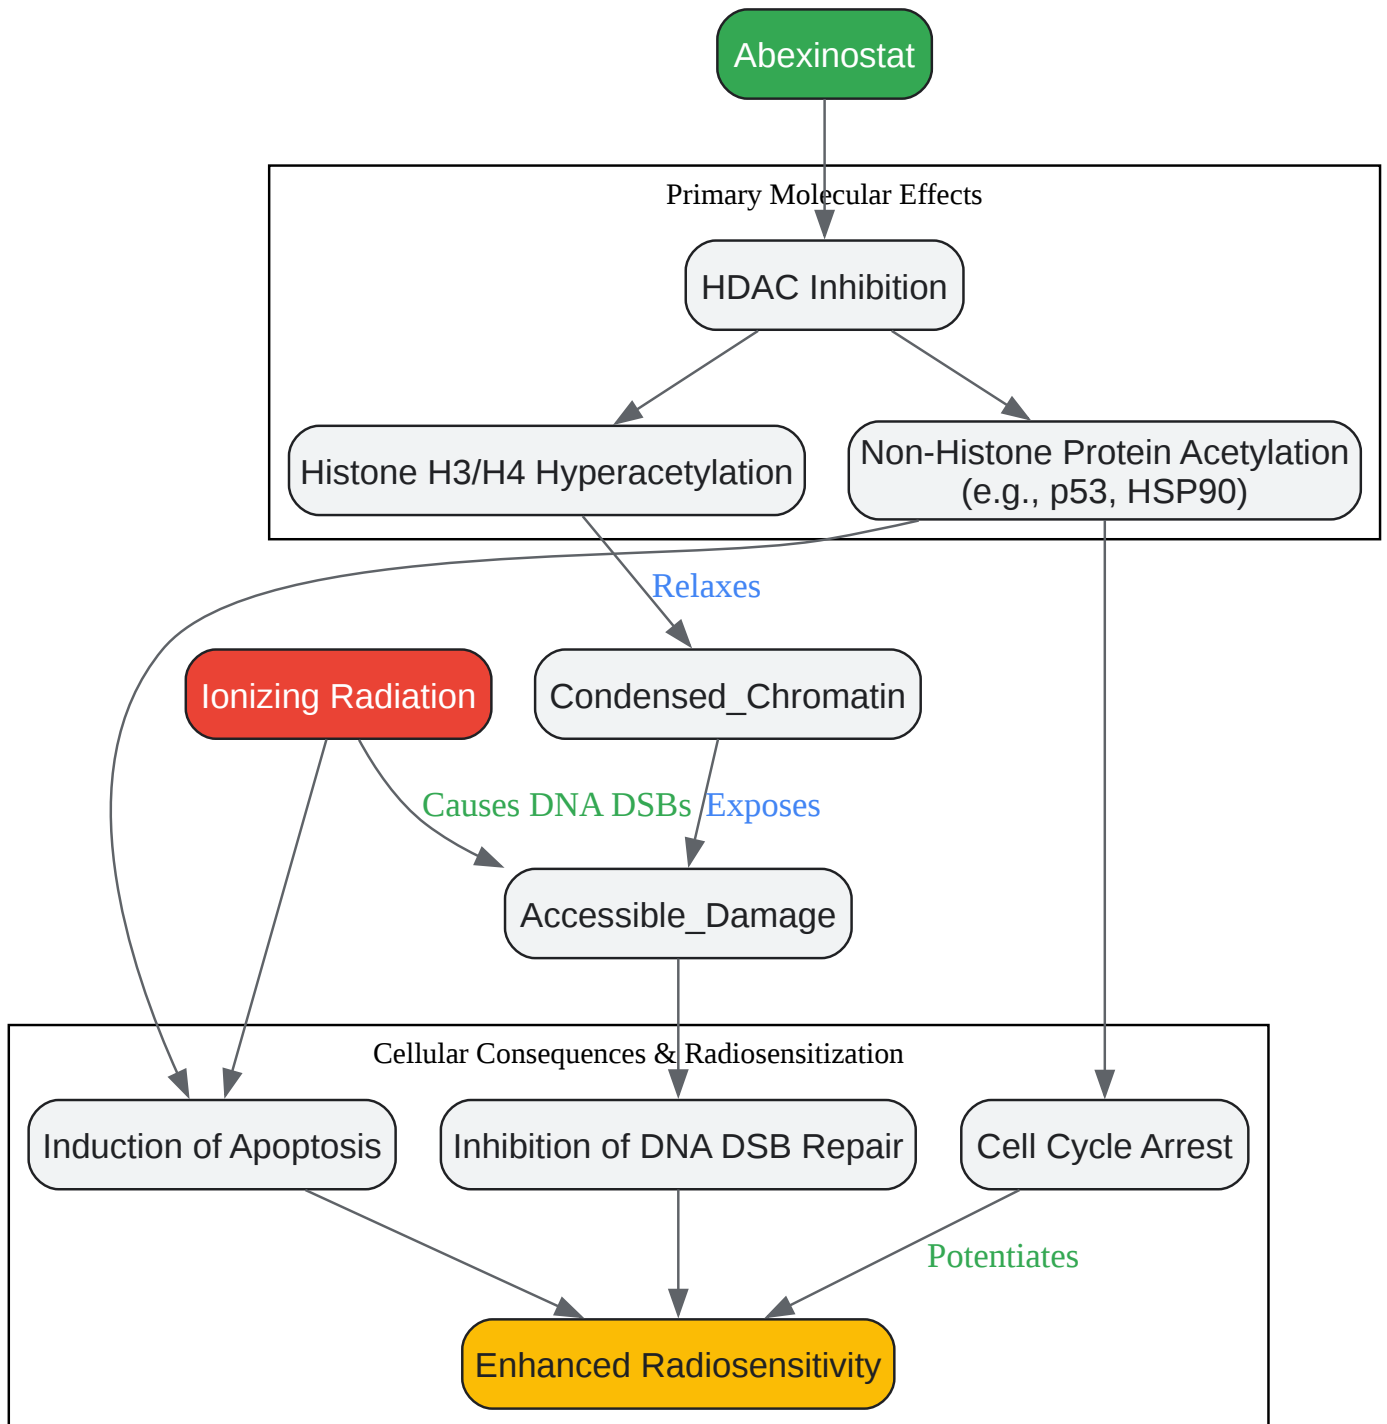 Abexinostat
Primary Molecular Effects
HDAC Inhibition
Histone H3/H4 Hyperacetylation
Non-Histone Protein Acetylation
(e.g., p53, HSP90)
Relaxes
Ionizing Radiation
Condensed_Chromatin
Causes DNA DSBs
Exposes
Accessible_Damage
Cellular Consequences & Radiosensitization
Induction of Apoptosis
Inhibition of DNA DSB Repair
Cell Cycle Arrest
Potentiates
Enhanced Radiosensitivity